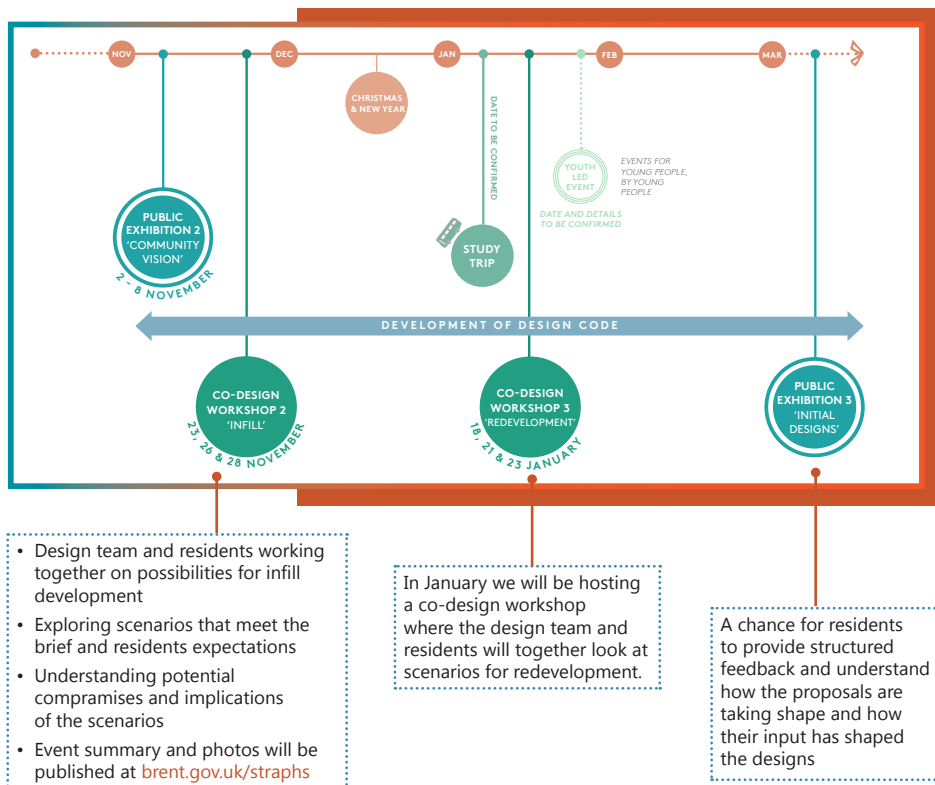 NOV
DEC
JAN
FEB
MAR
CHRISTMAS
& NEW YEAR
DATE TO BE CONFIRMED
YOUTH
LED
EVENT
EVENTS FOR
YOUNG PEOPLE,
BY YOUNG
PEOPLE
DATE AND DETAILS
TO BE CONFIRMED
PUBLIC
EXHIBITION 2
'COMMUNITY
VISION'
2 - 8 NOVEMBER
STUDY
TRIP
DEVELOPMENT OF DESIGN CODE
CO-DESIGN
WORKSHOP 2
'INFILL'
23, 26 & 28 NOVEMBER
CO-DESIGN
WORKSHOP 3
'REDEVELOPMENT'
18, 21 & 23 JANUARY
PUBLIC
EXHIBITION 3
'INITIAL
DESIGNS'
• Design team and residents working
together on possibilities for infill
development
• Exploring scenarios that meet the
brief and residents expectations
• Understanding potential
compraises and implications
of the scenarios
• Event summary and photos will be
published at brent.gov.uk/straphs
In January we will be hosting
a co-design workshop
where the design team and
residents will together look at
scenarios for redevelopment.
A chance for residents
to provide structured
feedback and understand
how the proposals are
taking shape and how
their input has shaped
the designs